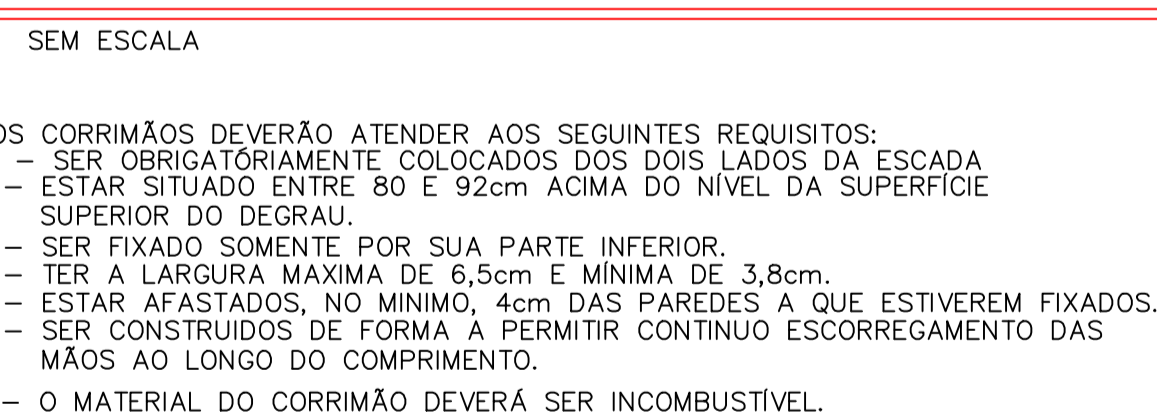 SEM ESCALA
OS CORRIMÃOS DEVERÃO ATENDER AOS SEGUINTES REQUISITOS:
– SER OBRIGATÓRIAMENTE COLOCADOS DOS DOIS LADOS DA ESCADA
– ESTAR SITUADO ENTRE 80 E 92cm ACIMA DO NÍVEL DA SUPERFÍCIE
SUPERIOR DO DEGRAU.
– SER FIXADO SOMENTE POR SUA PARTE INFERIOR.
– TER A LARGURA MAXIMA DE 6,5cm E MÍNIMA DE 3,8cm.
– ESTAR AFASTADOS, NO MINIMO, 4cm DAS PAREDES A QUE ESTIVEREM FIXADOS.
– SER CONSTRUIDOS DE FORMA A PERMITIR CONTINUO ESCORREGAMENTO DAS
MÃOS AO LONGO DO COMPRIMENTO.
– O MATERIAL DO CORRIMÃO DEVERÁ SER INCOMBUSTÍVEL.